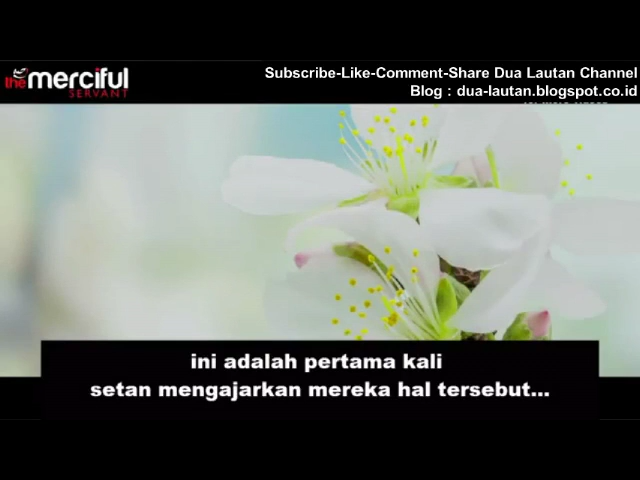 the merciful
SERVANT
Subscribe-Like-Comment-Share Dua Lautan Channel
Blog : dua-lautan.blogspot.co.id
ini adalah pertama kali
setan mengajarkan mereka hal tersebut...